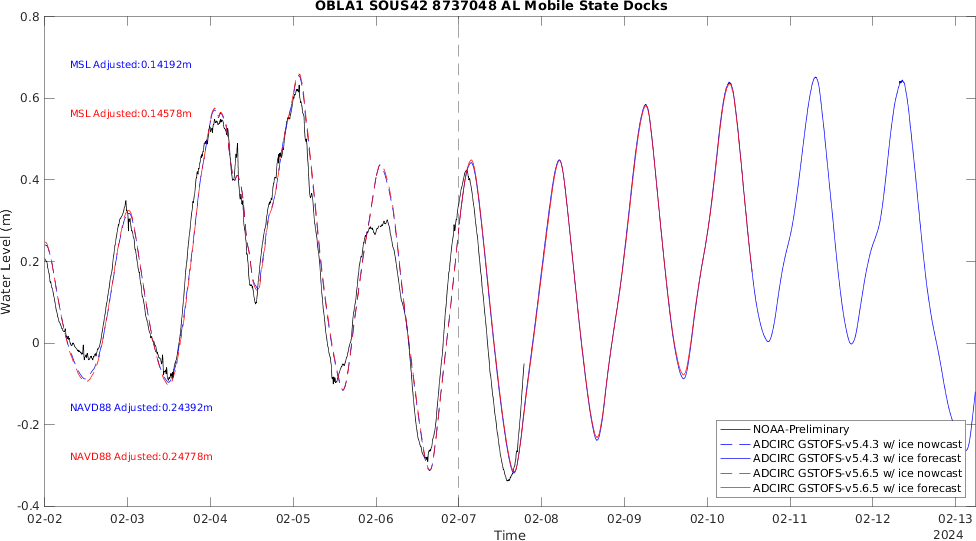 OBLA1 SOUS42 8737048 AL Mobile State Docks
Water Level (m)
0.8
0.6
0.4
0.2
0
-0.2
-0.4
MSL Adjusted:0.14192m
MSL Adjusted:0.14578m
NAVD88 Adjusted:0.24392m
NAVD88 Adjusted:0.24778m
NOAA-Preliminary
ADCIRC GSTOFS-v5.4.3 w/ ice nowcast
ADCIRC GSTOFS-v5.4.3 w/ ice forecast
ADCIRC GSTOFS-v5.6.5 w/ ice nowcast
ADCIRC GSTOFS-v5.6.5 w/ ice forecast
02-02 02-03 02-04 02-05 02-06 02-07 02-08 02-09 02-10 02-11 02-12 02-13
Time
2024